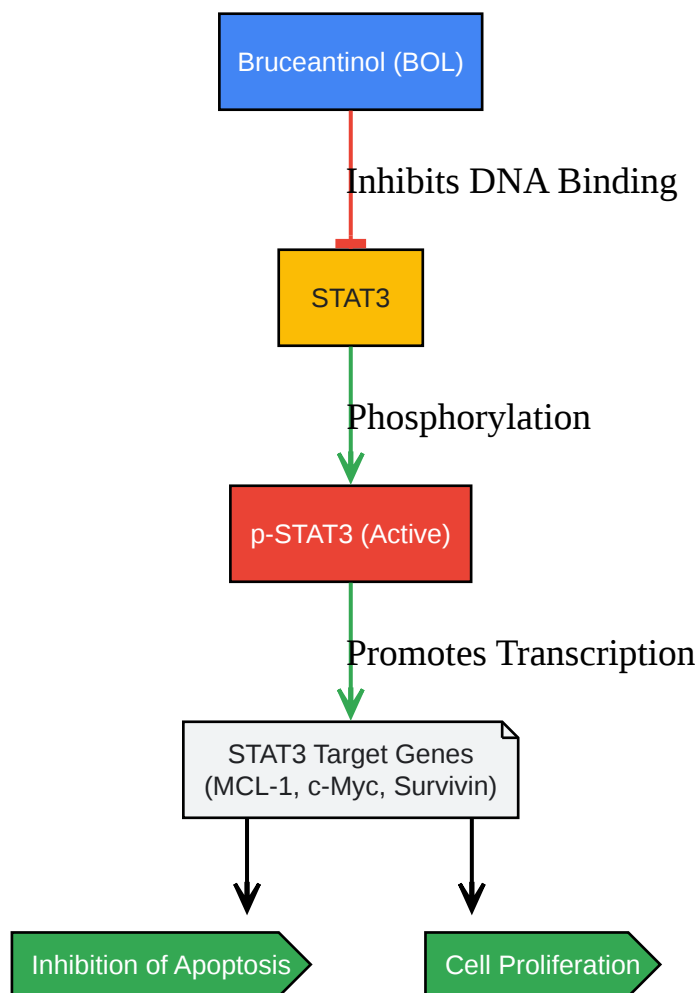 Bruceantinol (BOL)
Inhibits DNA Binding
STAT3
Phosphorylation
p-STAT3 (Active)
Promotes Transcription
STAT3 Target Genes
(MCL-1, c-Myc, Survivin)
Inhibition of Apoptosis
Cell Proliferation